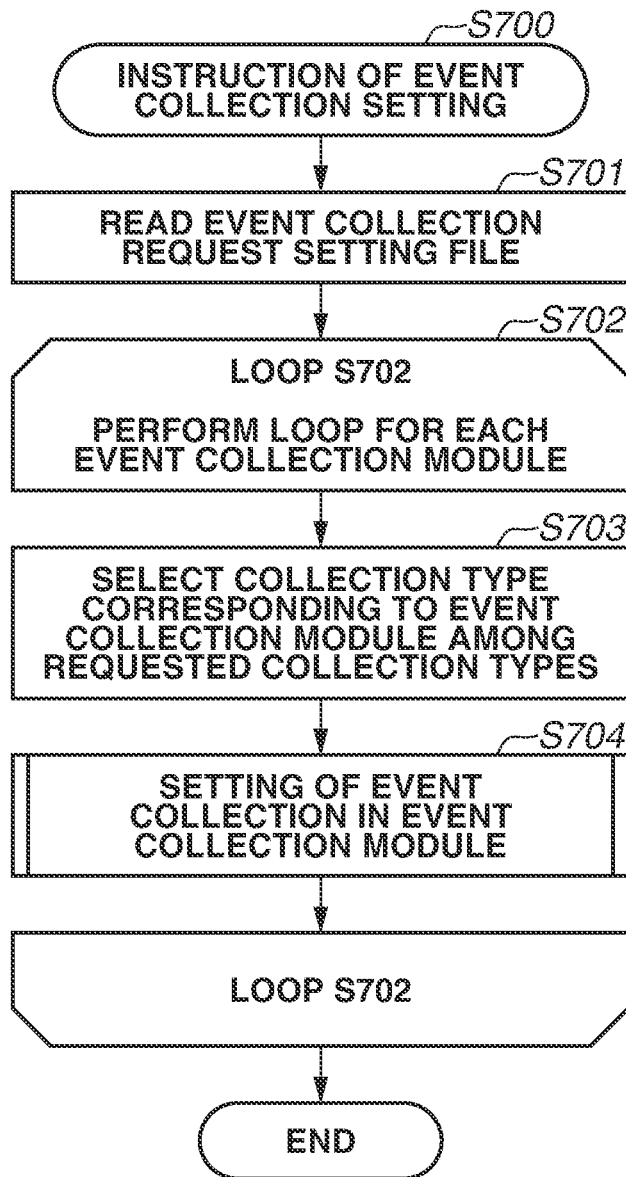 S700
INSTRUCTION OF EVENT
COLLECTION SETTING
S701
READ EVENT COLLECTION
REQUEST SETTING FILE
S702
LOOP S702
PERFORM LOOP FOR EACH
EVENT COLLECTION MODULE
S703
SELECT COLLECTION TYPE
CORRESPONDING TO EVENT
COLLECTION MODULE AMONG
REQUESTED COLLECTION TYPES
S704
SETTING OF EVENT
COLLECTION IN EVENT
COLLECTION MODULE
LOOP S702
END